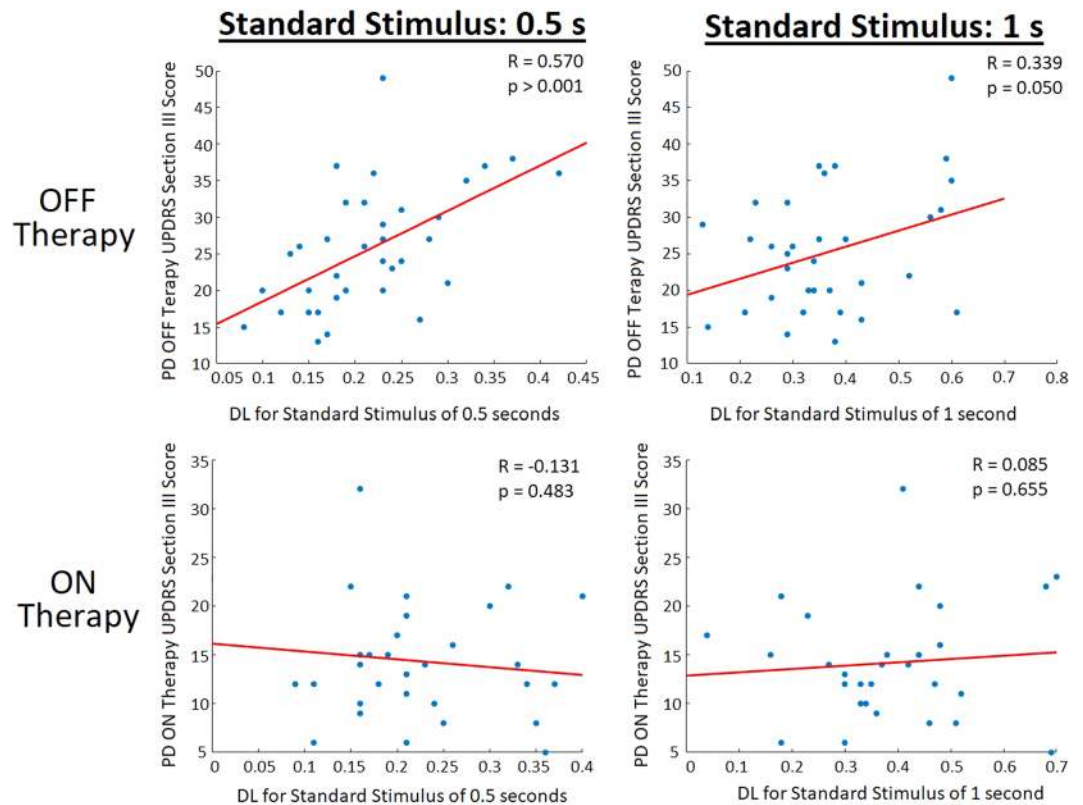 Standard Stimulus: 0.5 s
Standard Stimulus: 1 s
OFF
Therapy
PD OFF Terapy UPDRS Section III Score
50
45
40
35
30
25
20
15
10
R = 0.570
p > 0.001
0.05 0.1 0.15 0.2 0.25 0.3 0.35 0.4 0.45
DL for Standard Stimulus of 0.5 seconds
PD OFF Terapy UPDRS Section III Score
50
45
40
35
30
25
20
15
10
R = 0.339
p = 0.050
0.1 0.2 0.3 0.4 0.5 0.6 0.7 0.8
DL for Standard Stimulus of 1 second
ON
Therapy
PD ON Therapy UPDRS Section III Score
35
30
25
20
15
10
5
R = -0.131
p = 0.483
0 0.05 0.1 0.15 0.2 0.25 0.3 0.35 0.4
DL for Standard Stimulus of 0.5 seconds
PD ON Therapy UPDRS Section III Score
35
30
25
20
15
10
5
R = 0.085
p = 0.655
0 0.1 0.2 0.3 0.4 0.5 0.6 0.7
DL for Standard Stimulus of 1 second